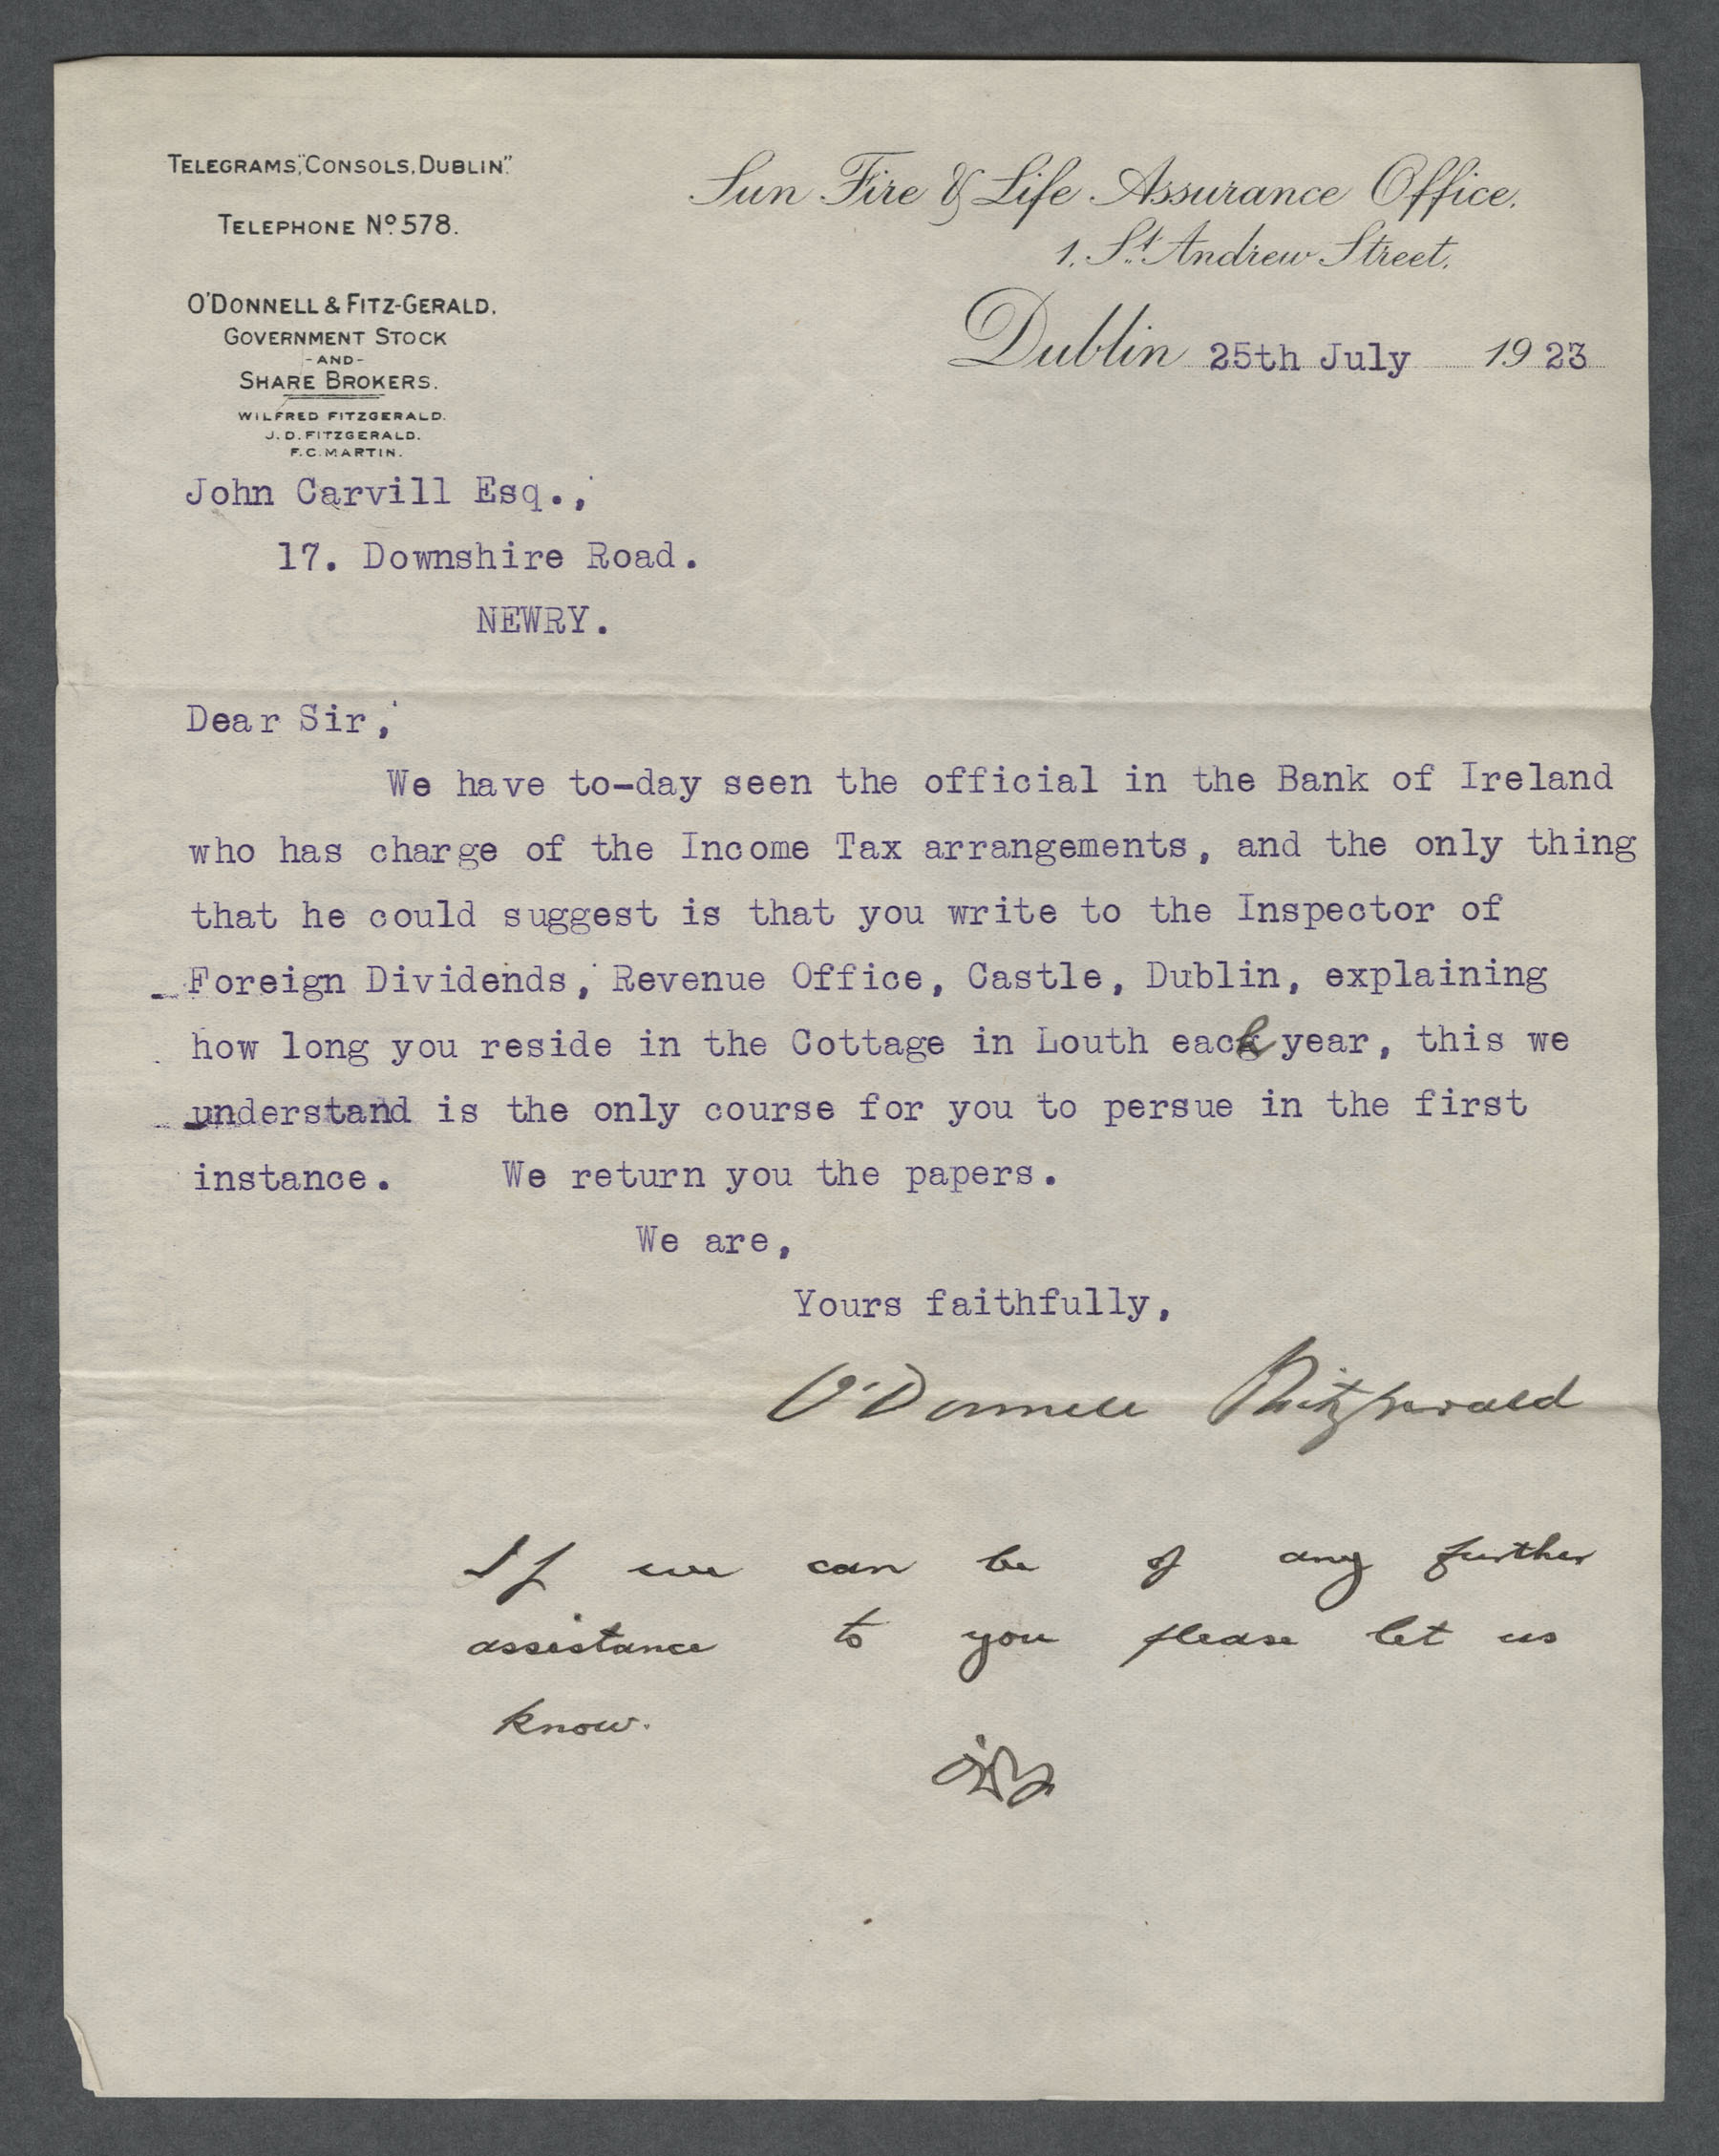 TELEGRAMS, "CONSOLS, DUBLIN."
TELEPHONE No. 578.
O'DONNELL & FITZ-GERALD.
GOVERNMENT STOCK
-AND-
SHARE BROKERS.
WILFRED FITZGERALD.
J. D. FITZGERALD.
F. C. MARTIN.
Sun Fire & Life Assurance Office.
1, St. Andrew Street,
Dublin 25th July 1923
John Carvill Esq.,
17. Downshire Road.
NEWRY.
Dear Sir,
We have to-day seen the official in the Bank of Ireland
who has charge of the Income Tax arrangements, and the only thing
that he could suggest is that you write to the Inspector of
Foreign Dividends, Revenue Office, Castle, Dublin, explaining
how long you reside in the Cottage in Louth each year, this we
understand is the only course for you to persue in the first
instance. We return you the papers.
We are,
Yours faithfully,
O'Donnell Fitzgerald
If we can be of any further
assistance to you please let us
know.